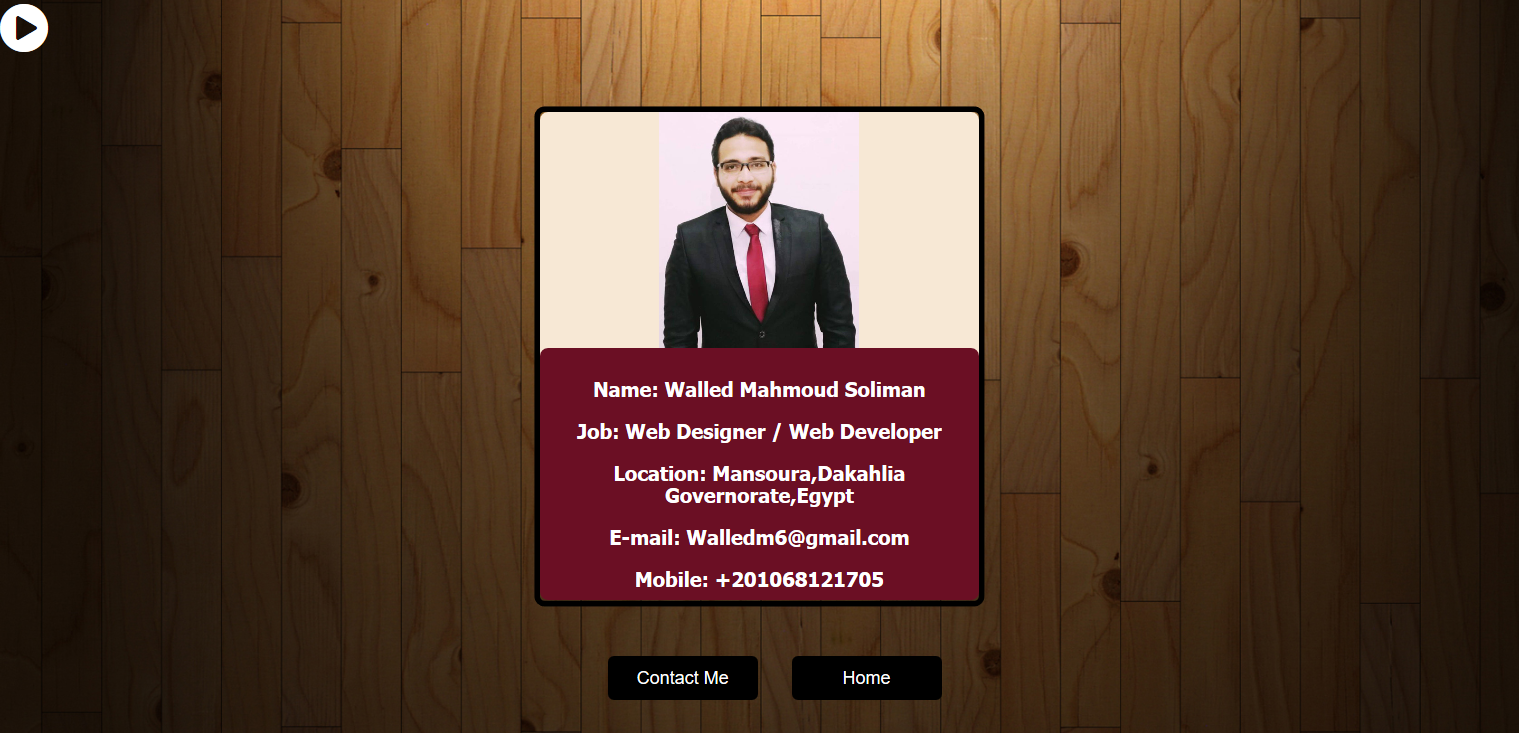 Name: Walled Mahmoud Soliman
Job: Web Designer / Web Developer
Location: Mansoura,Dakahlia
Governorate,Egypt
E-mail: Walledm6@gmail.com
Mobile: +201068121705
Contact Me
Home